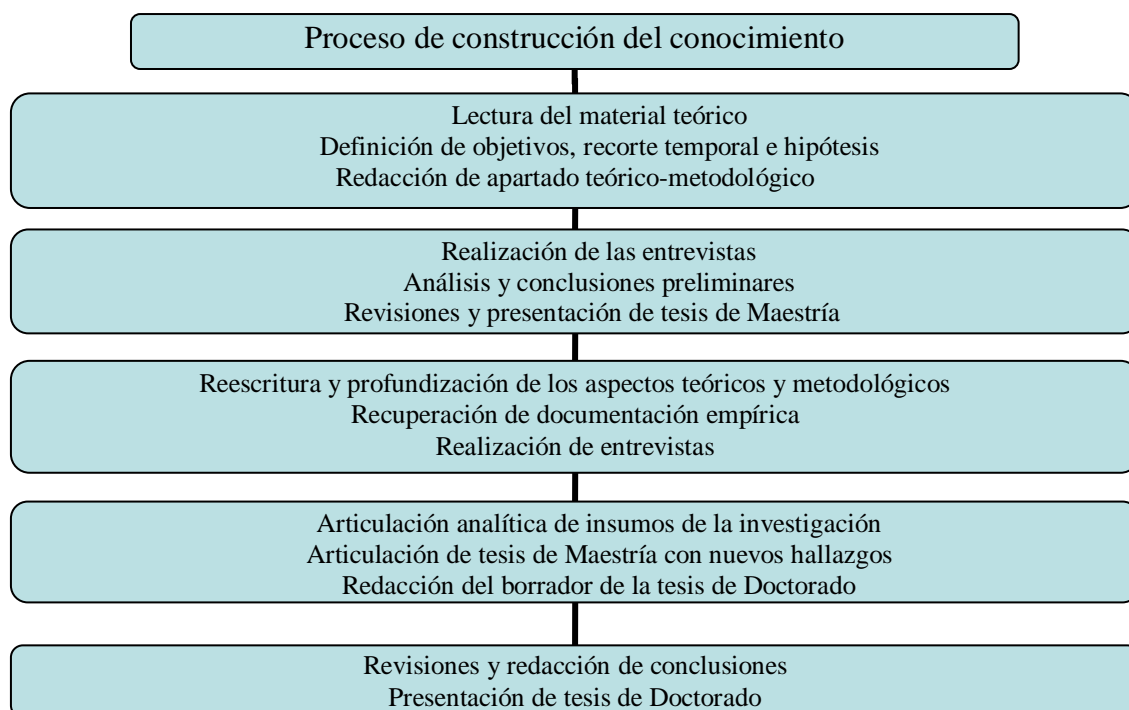 Proceso de construcción del conocimiento
Lectura del material teórico
Definición de objetivos, recorte temporal e hipótesis
Redacción de apartado teórico-metodológico
Realización de las entrevistas
Análisis y conclusiones preliminares
Revisiones y presentación de tesis de Maestría
Reescritura y profundización de los aspectos teóricos y metodológicos
Recuperación de documentación empírica
Realización de entrevistas
Articulación analítica de insumos de la investigación
Articulación de tesis de Maestría con nuevos hallazgos
Redacción del borrador de la tesis de Doctorado
Revisiones y redacción de conclusiones
Presentación de tesis de Doctorado